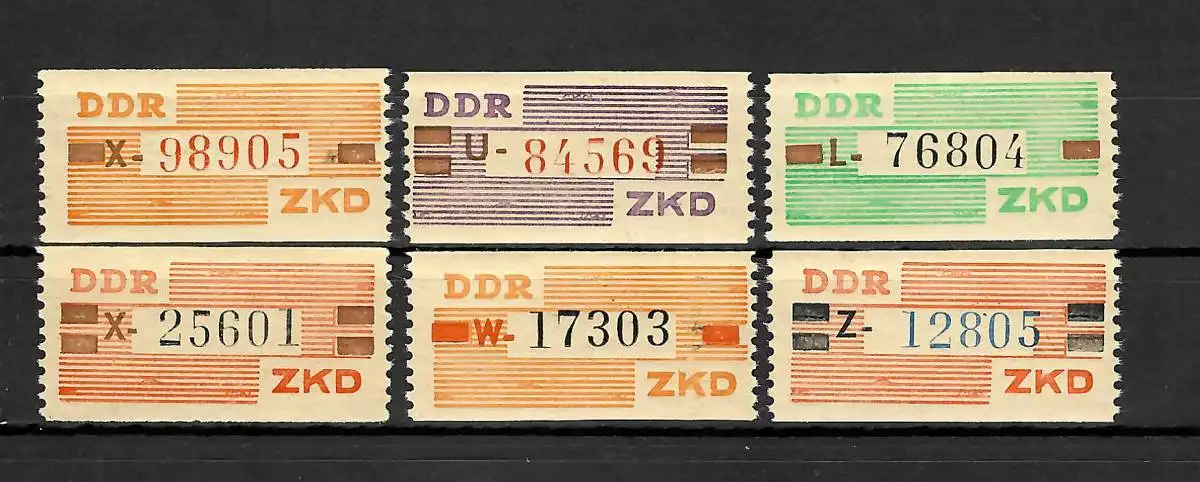 DDR
X- 98905
ZKD
DDR
U- 84569
ZKD
DDR
L- 76804
ZKD
DDR
X- 25601
ZKD
DDR
W- 17303
ZKD
DDR
Z- 12805
ZKD